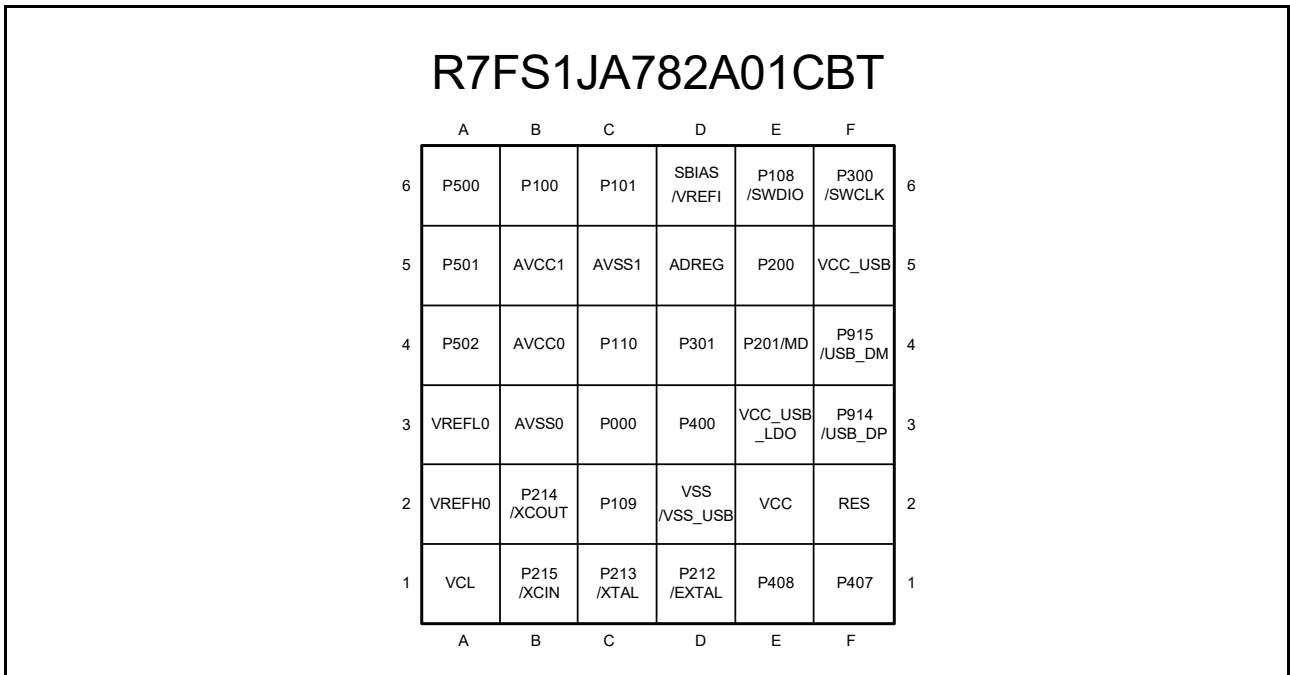 R7FS1JA782A01CBT
A B C D E F
6 P500 P100 P101 SBIAS /VREFI P108 /SWDIO P300 /SWCLK 6
5 P501 AVCC1 AVSS1 ADREG P200 VCC_USB 5
4 P502 AVCC0 P110 P301 P201/MD P915 /USB_DM 4
3 VREFL0 AVSS0 P000 P400 VCC_USB _LDO P914 /USB_DP 3
2 VREFH0 P214 /XCOUT P109 VSS /VSS_USB VCC RES 2
1 VCL P215 /XCIN P213 /XTAL P212 /EXTAL P408 P407 1
A B C D E F